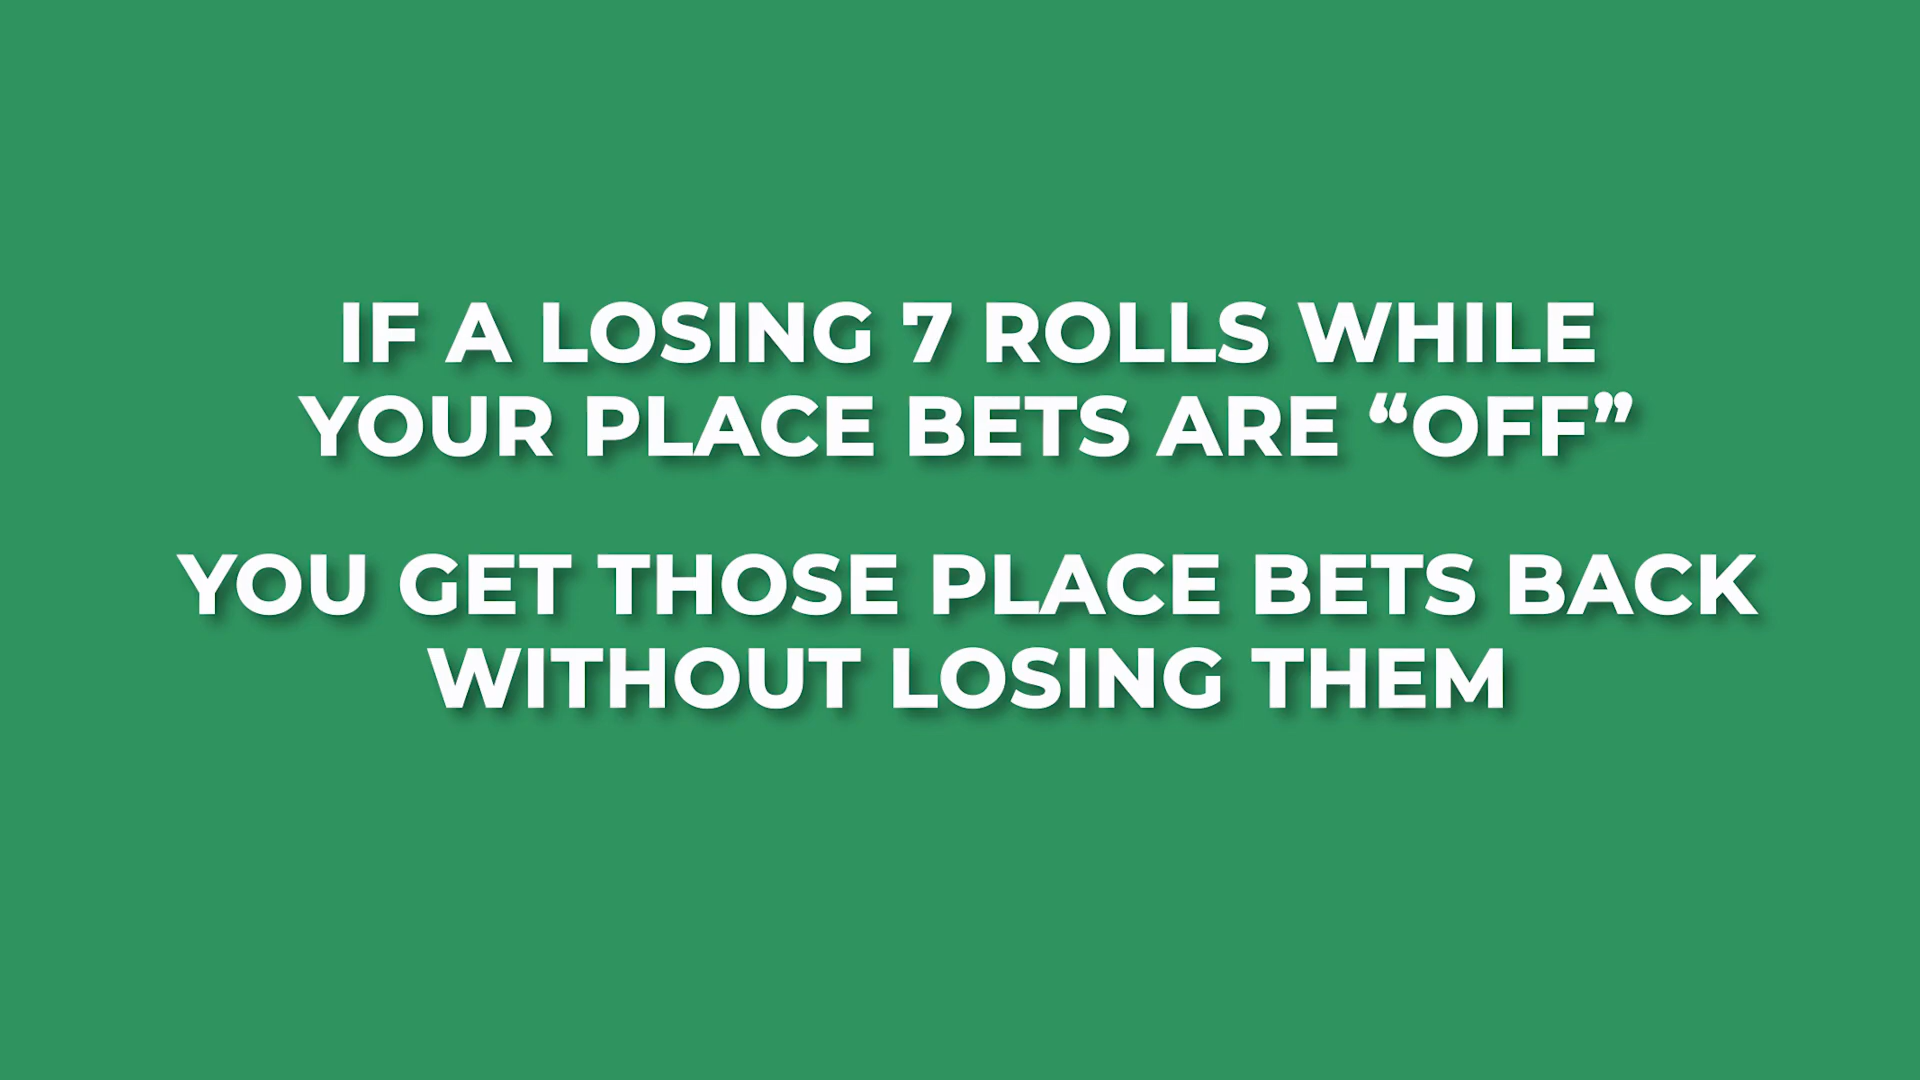 IF A LOSING 7 ROLLS WHILE
YOUR PLACE BETS ARE “OFF”
YOU GET THOSE PLACE BETS BACK
WITHOUT LOSING THEM